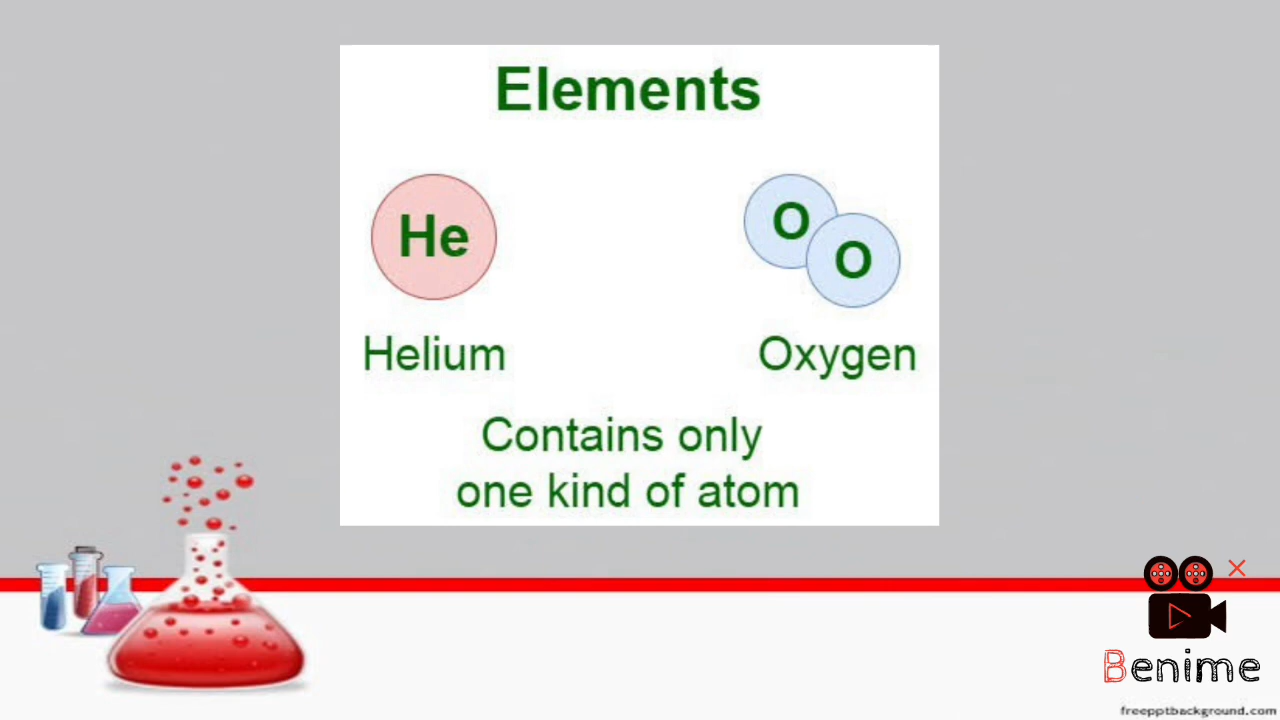 Elements
He
O
O
Helium
Oxygen
Contains only
one kind of atom
Benime
freepptbackground.com